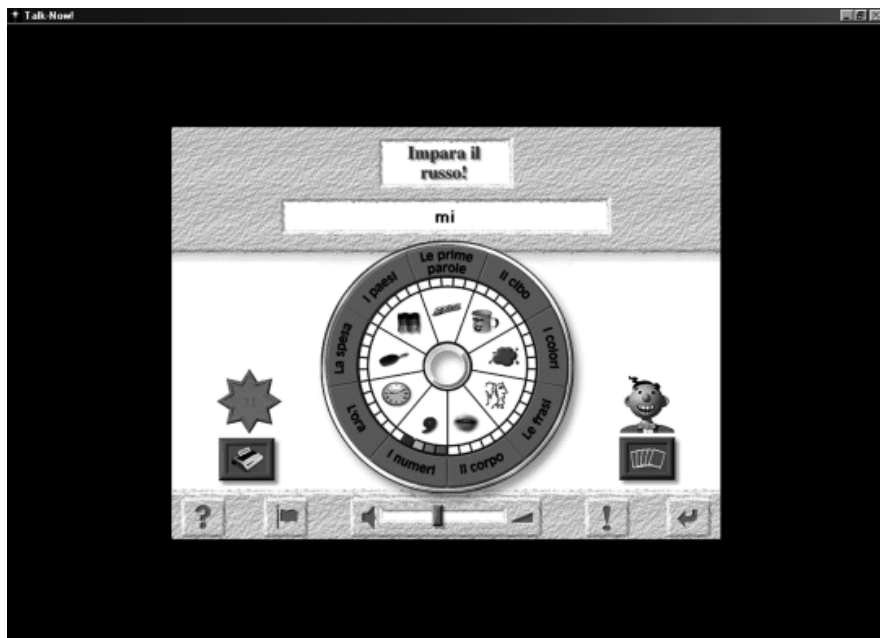 Talk Now!
Impara il
russo!
mi
Le prime
parole
Il cibo
I colori
Le frasi
Il corpo
I numeri
L'ora
La spesa
I paesi
31
?
!